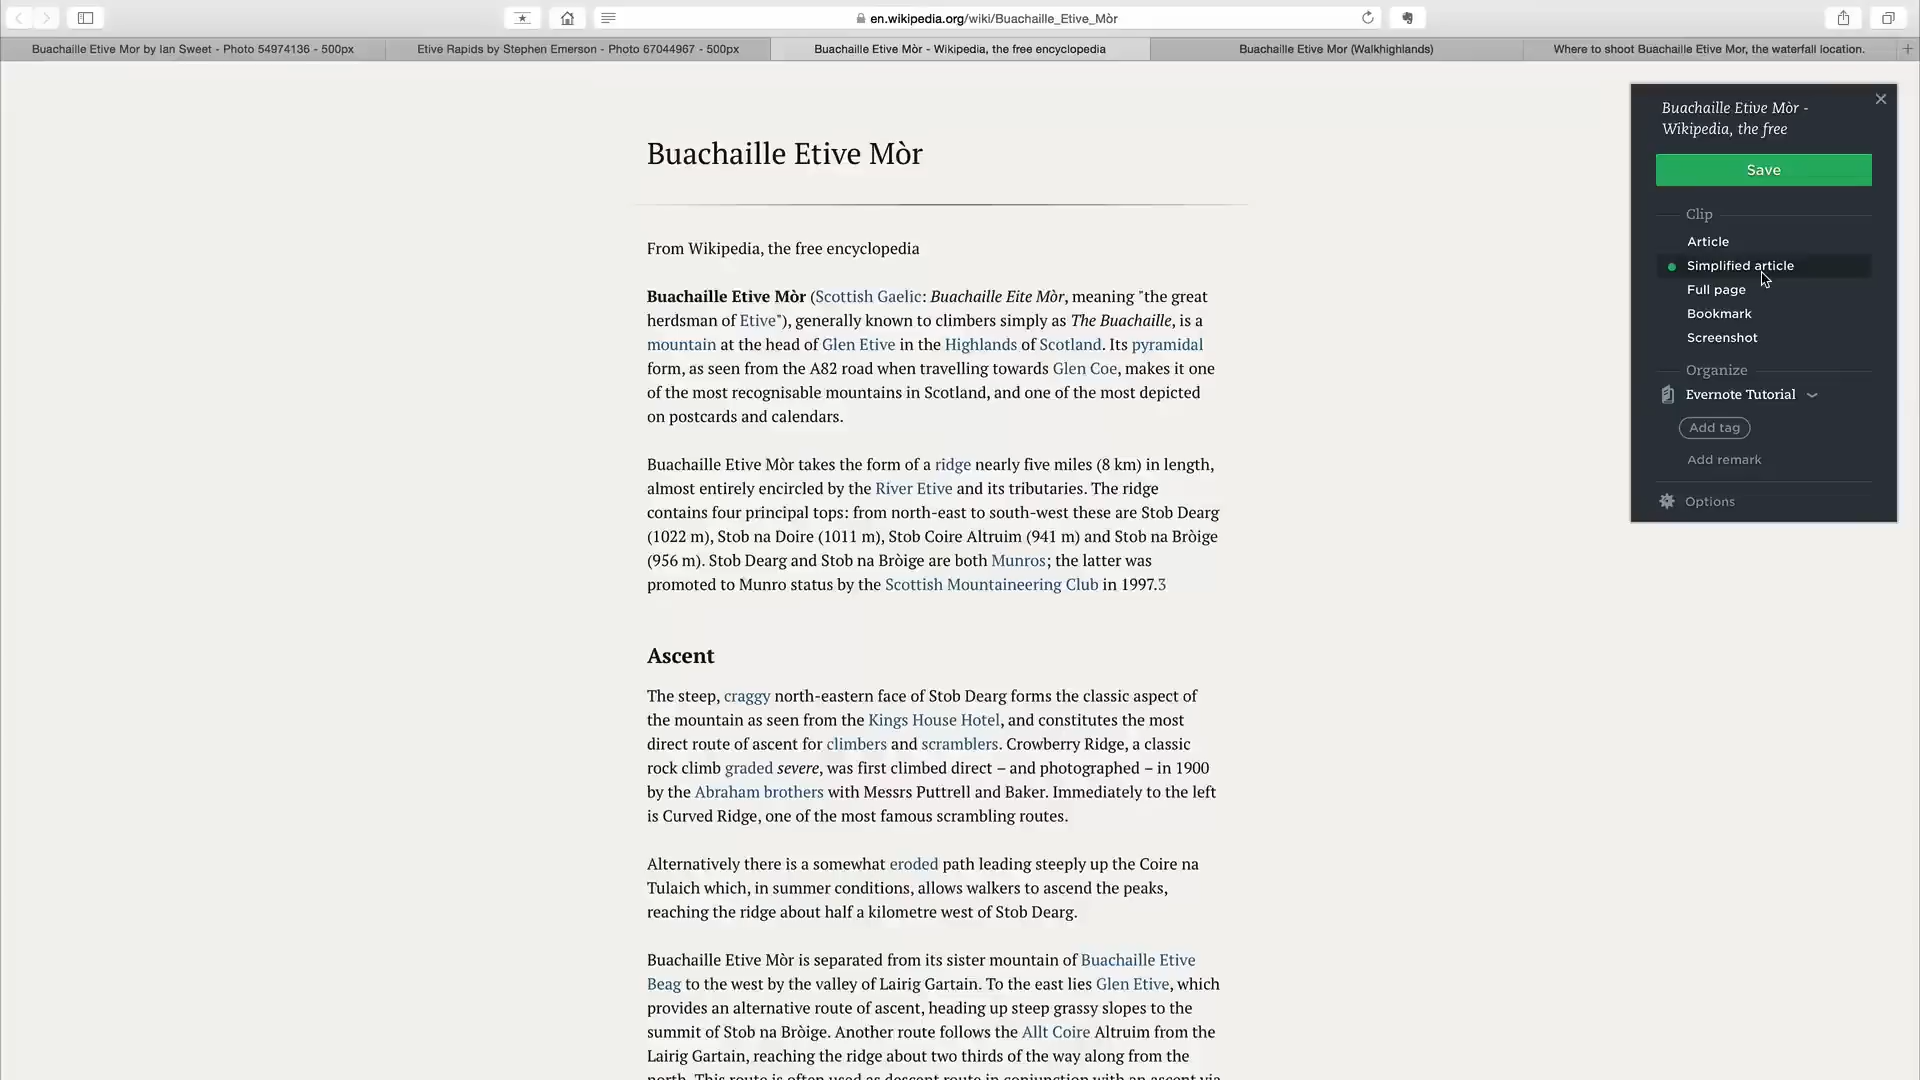 en.wikipedia.org/wiki/Buachaille_Etive_Mòr
Buachaille Etive Mor by Ian Sweet - Photo 54974136 - 500px
Etive Rapids by Stephen Emerson - Photo 67044967 - 500px
Buachaille Etive Mòr - Wikipedia, the free encyclopedia
Buachaille Etive Mor (Walkhighlands)
Where to shoot Buachaille Etive Mor, the waterfall location.
Buachaille Etive Mòr
From Wikipedia, the free encyclopedia
Buachaille Etive Mòr (Scottish Gaelic: Buachaille Eite Mòr, meaning "the great
herdsman of Etive"), generally known to climbers simply as The Buachaille, is a
mountain at the head of Glen Etive in the Highlands of Scotland. Its pyramidal
form, as seen from the A82 road when travelling towards Glen Coe, makes it one
of the most recognisable mountains in Scotland, and one of the most depicted
on postcards and calendars.
Buachaille Etive Mòr takes the form of a ridge nearly five miles (8 km) in length,
almost entirely encircled by the River Etive and its tributaries. The ridge
contains four principal tops: from north-east to south-west these are Stob Dearg
(1022 m), Stob na Doire (1011 m), Stob Coire Altruim (941 m) and Stob na Bròige
(956 m). Stob Dearg and Stob na Bròige are both Munros; the latter was
promoted to Munro status by the Scottish Mountaineering Club in 1997.3
Ascent
The steep, craggy north-eastern face of Stob Dearg forms the classic aspect of
the mountain as seen from the Kings House Hotel, and constitutes the most
direct route of ascent for climbers and scramblers. Crowberry Ridge, a classic
rock climb graded severe, was first climbed direct – and photographed – in 1900
by the Abraham brothers with Messrs Puttrell and Baker. Immediately to the left
is Curved Ridge, one of the most famous scrambling routes.
Alternatively there is a somewhat eroded path leading steeply up the Coire na
Tulaich which, in summer conditions, allows walkers to ascend the peaks,
reaching the ridge about half a kilometre west of Stob Dearg.
Buachaille Etive Mòr is separated from its sister mountain of Buachaille Etive
Beag to the west by the valley of Lairig Gartain. To the east lies Glen Etive, which
provides an alternative route of ascent, heading up steep grassy slopes to the
summit of Stob na Bròige. Another route follows the Allt Coire Altruim from the
Lairig Gartain, reaching the ridge about two thirds of the way along from the
north. This route is often used as descent route in conjunction with an ascent via
Buachaille Etive Mòr -
Wikipedia, the free
Save
Clip
Article
Simplified article
Full page
Bookmark
Screenshot
Organize
Evernote Tutorial
Add tag
Add remark
Options